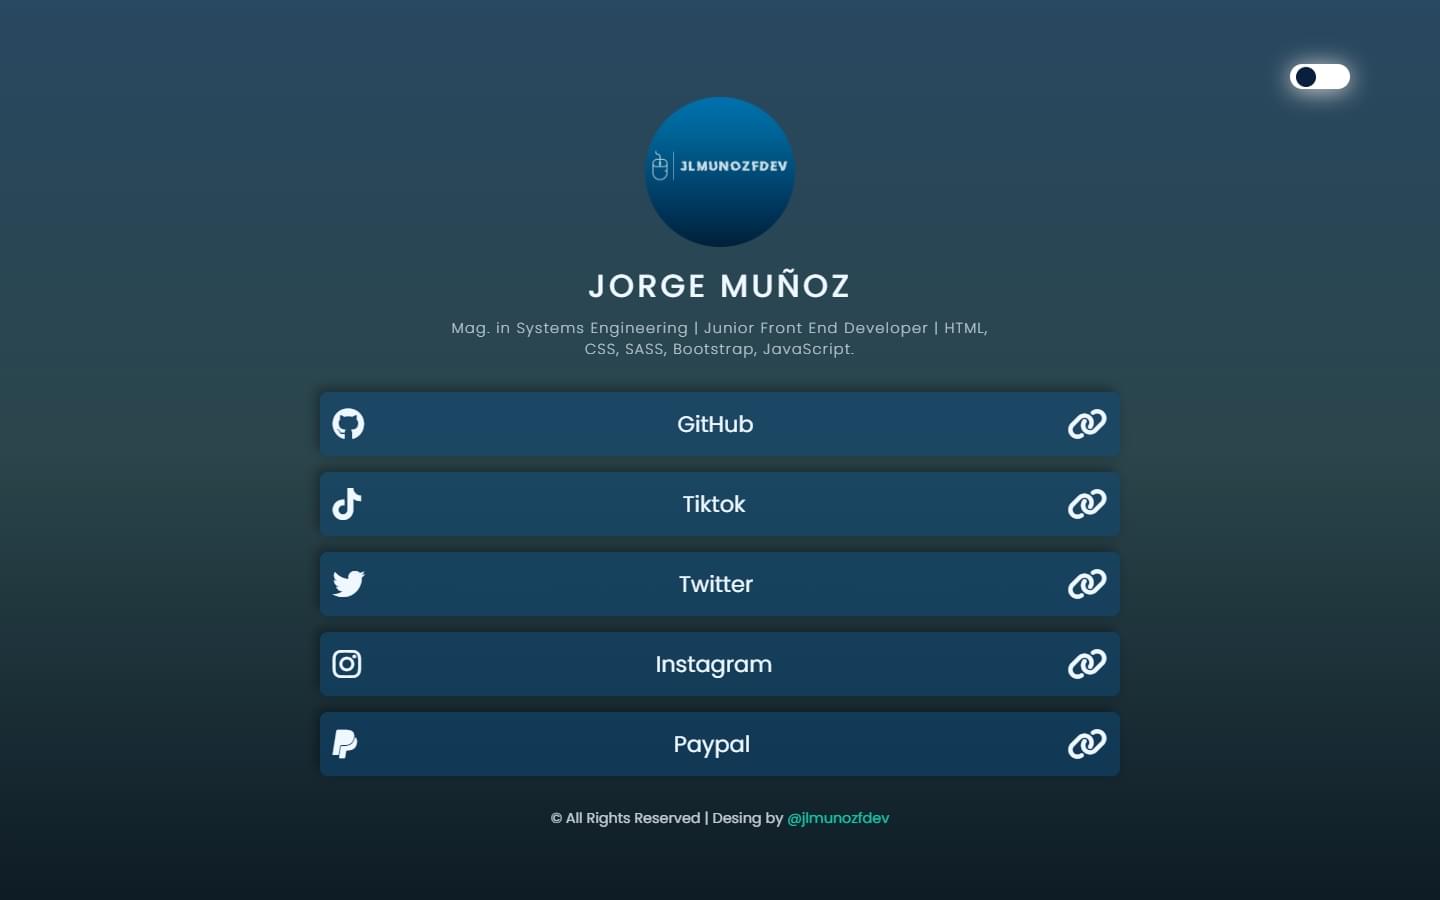 JLMUNOZFDEV
JORGE MUÑOZ
Mag. in Systems Engineering | Junior Front End Developer | HTML,
CSS, SASS, Bootstrap, JavaScript.
GitHub
Tiktok
Twitter
Instagram
Paypal
© All Rights Reserved | Desing by @jlmunozfdev